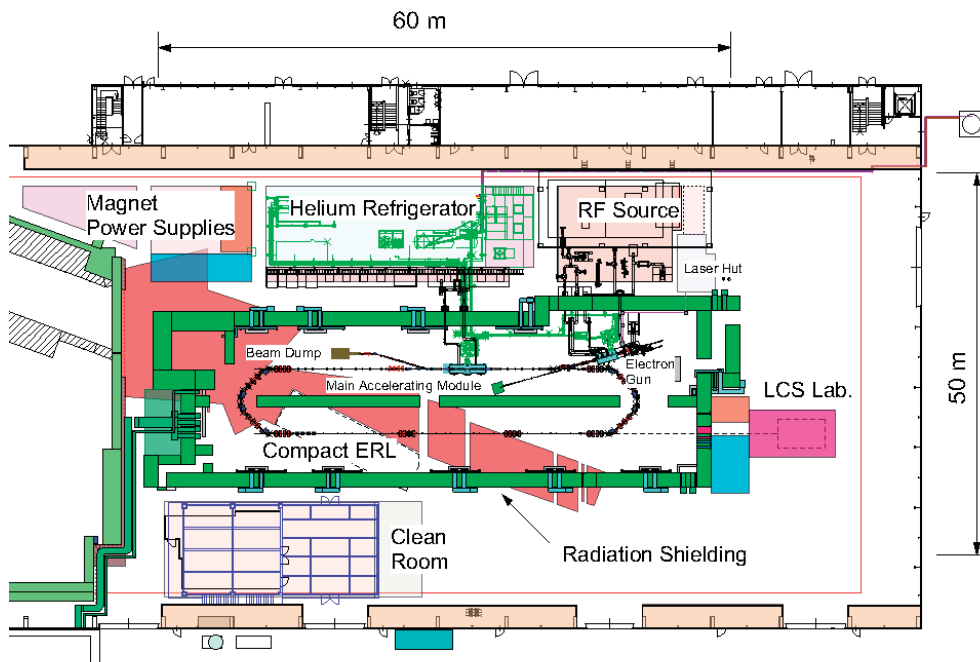 60 m
Magnet
Power Supplies
Helium Refrigerator
RF Source
Laser Hut
50 m
Beam Dump
Main Accelerating Module
Electron
Gun
LCS Lab.
Compact ERL
Clean
Room
Radiation Shielding